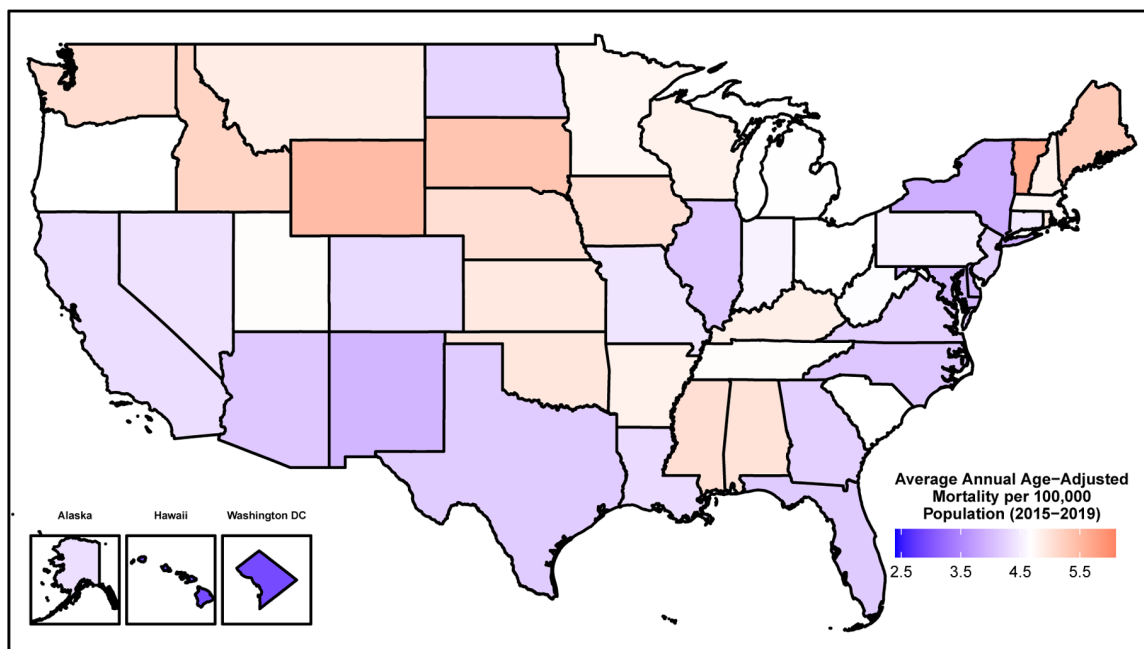 Alaska
Hawaii
Washington DC
Average Annual Age−Adjusted
Mortality per 100,000
Population (2015−2019)
2.5 3.5 4.5 5.5